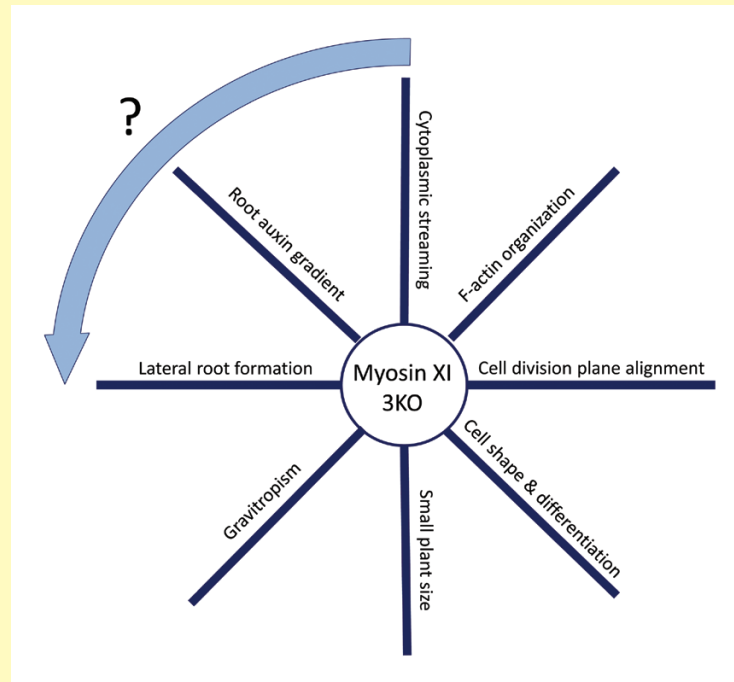 ?
Cytoplasmic streaming
Root auxin gradient
F-actin organization
Lateral root formation
Myosin XI
3KO
Cell division plane alignment
Gravitropism
Small plant size
Cell shape & differentiation